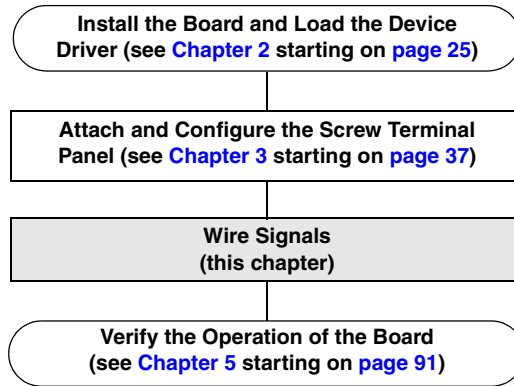 Install the Board and Load the Device
Driver (see Chapter 2 starting on page 25)
Attach and Configure the Screw Terminal
Panel (see Chapter 3 starting on page 37)
Wire Signals
(this chapter)
Verify the Operation of the Board
(see Chapter 5 starting on page 91)